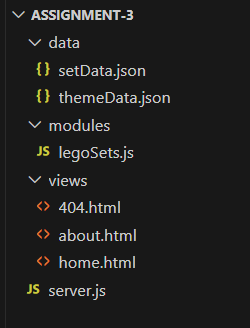 ASSIGNMENT-3
data
{} setData.json
{} themeData.json
modules
JS legoSets.js
views
<> 404.html
<> about.html
<> home.html
JS server.js